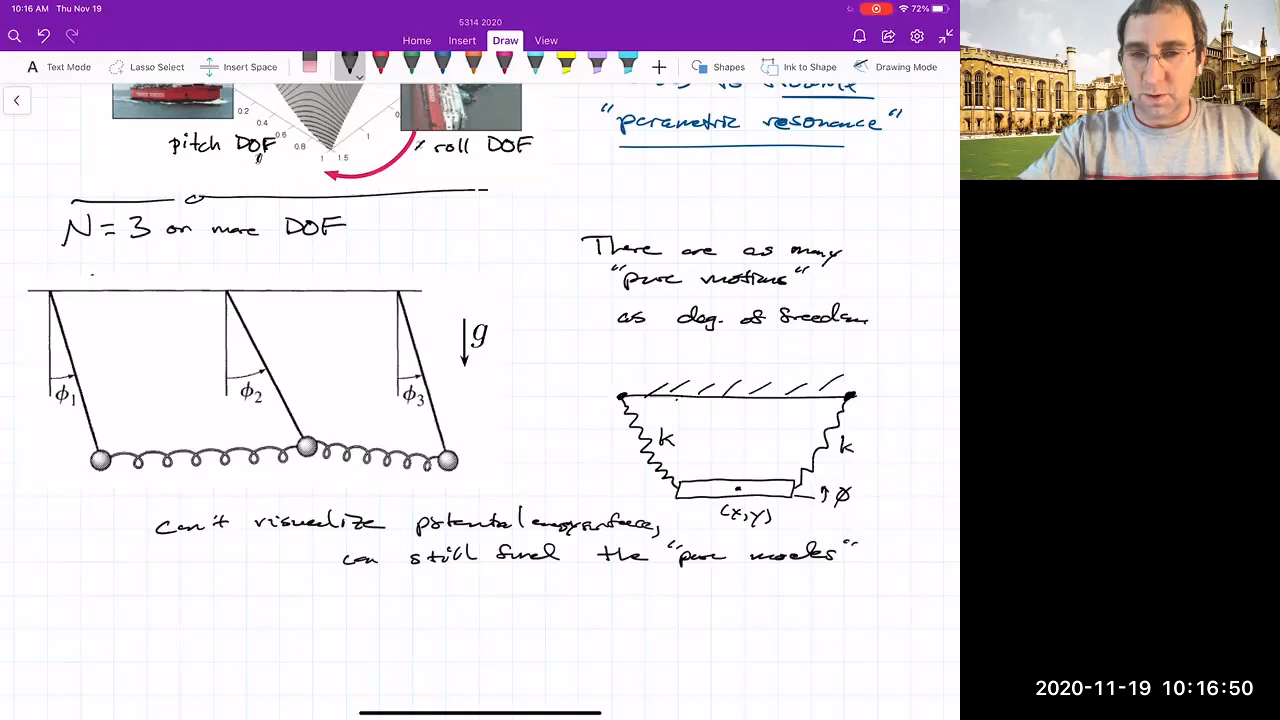 10:16 AM Thu Nov 19
72%
5314 2020
Home Insert Draw View
A Text Mode Lasso Select Insert Space Shapes Ink to Shape Drawing Mode
0.2
0.4
0.6
0.8
1
1.5
1
pitch DOF
roll DOF
"parametric resonance"
N = 3 or more DOF
There are as many
"pure motions"
as deg. of freedom
ϕ1
ϕ2
ϕ3
g
k
k
ϕ
(x,y)
can't visualize potential energy surface,
can still find the "pure modes"
2020-11-19 10:16:50